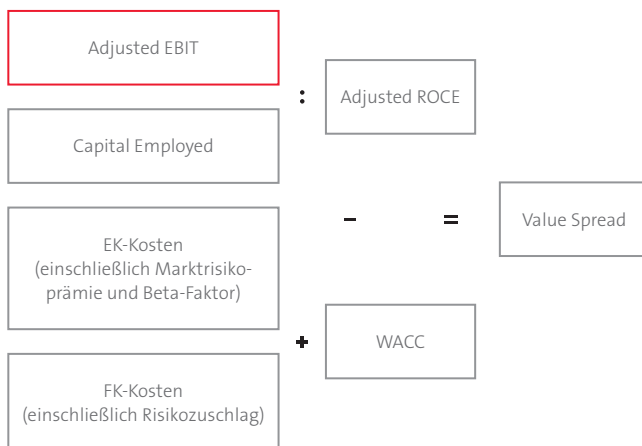 Adjusted EBIT
:
Adjusted ROCE
Capital Employed
-
=
Value Spread
EK-Kosten
(einschließlich Marktrisiko-
prämie und Beta-Faktor)
+
WACC
FK-Kosten
(einschließlich Risikozuschlag)